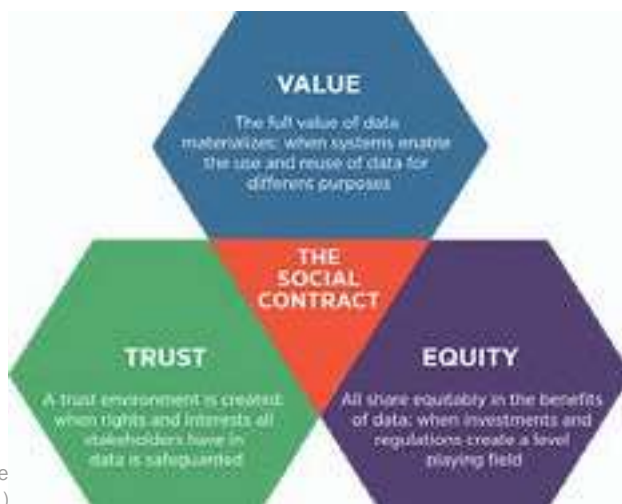 VALUE
The full value of data
materializes: when systems enable
the use and reuse of data for
different purposes
THE
SOCIAL
CONTRACT
TRUST
A trust environment is created:
when rights and interests all
stakeholders have in
data is safeguarded
EQUITY
All share equitably in the benefits
of data: when investments and
regulations create a level
playing field
e
)